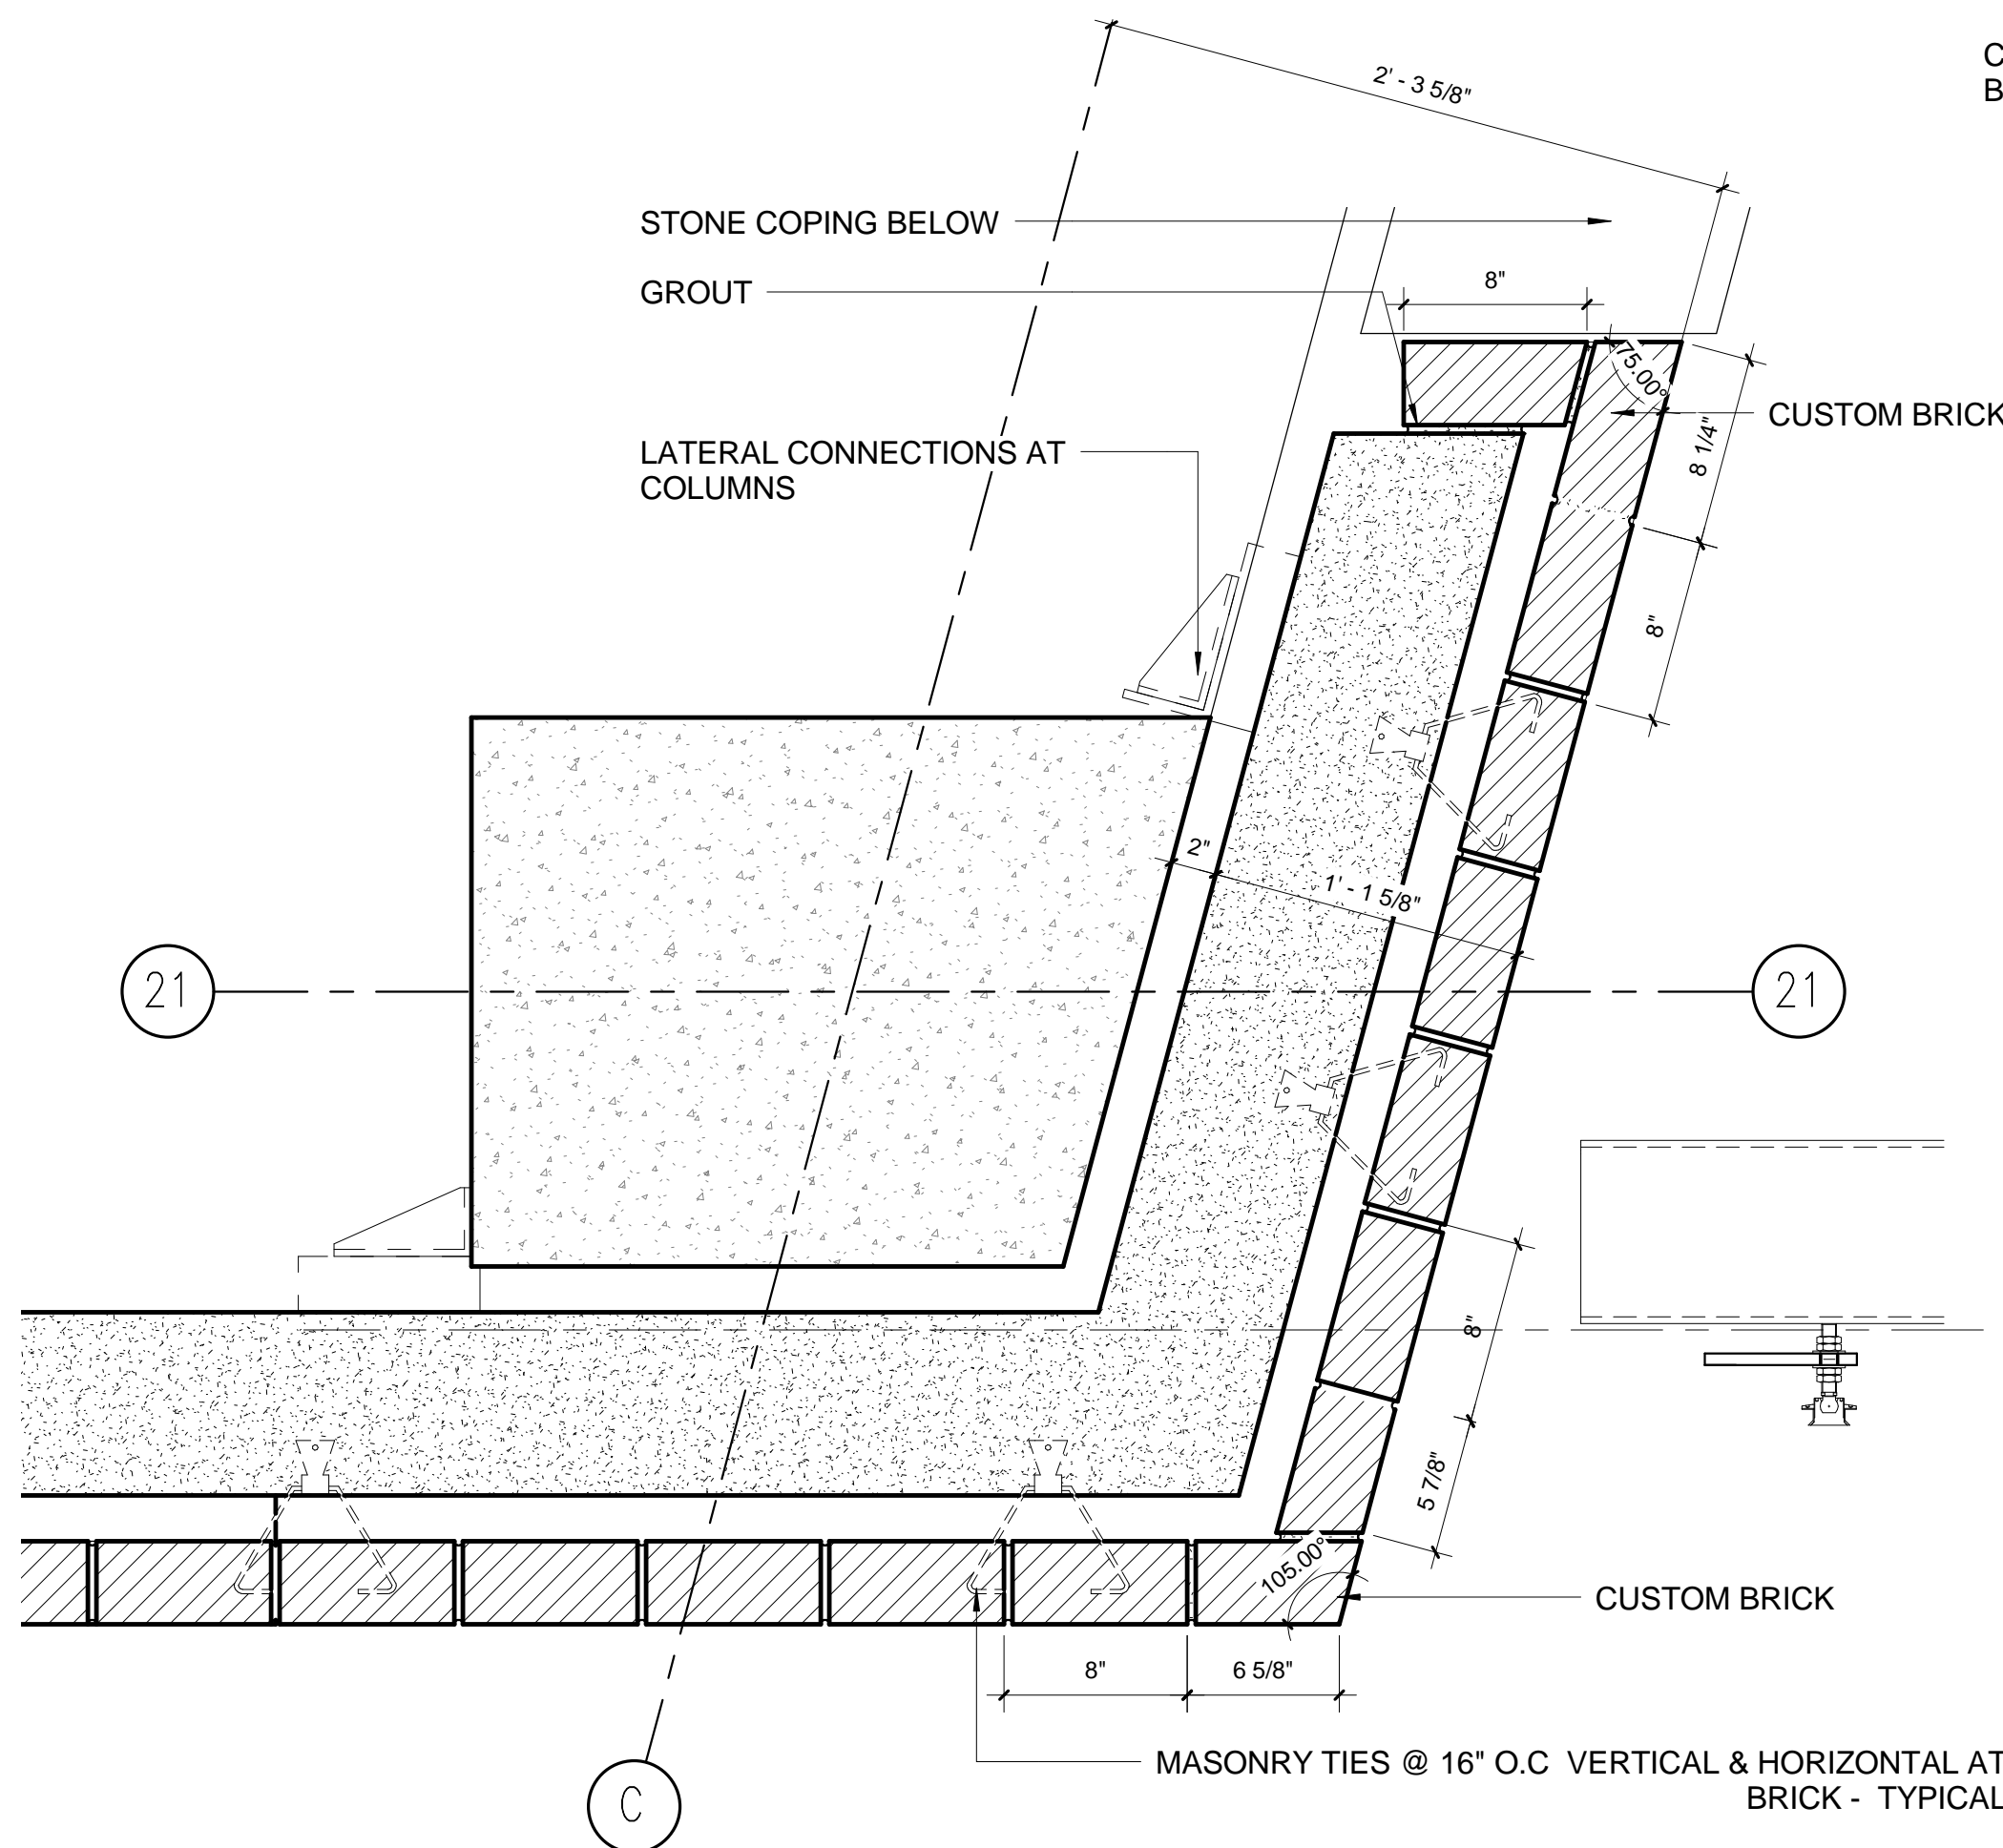 C
B
2' - 3 5/8"
STONE COPING BELOW
GROUT
8"
75.00°
CUSTOM BRICK
8 1/4"
LATERAL CONNECTIONS AT
COLUMNS
8"
2"
1' - 1 5/8"
21
21
8"
5 7/8"
105.00°
CUSTOM BRICK
8"
6 5/8"
MASONRY TIES @ 16" O.C VERTICAL & HORIZONTAL AT
BRICK - TYPICAL
C